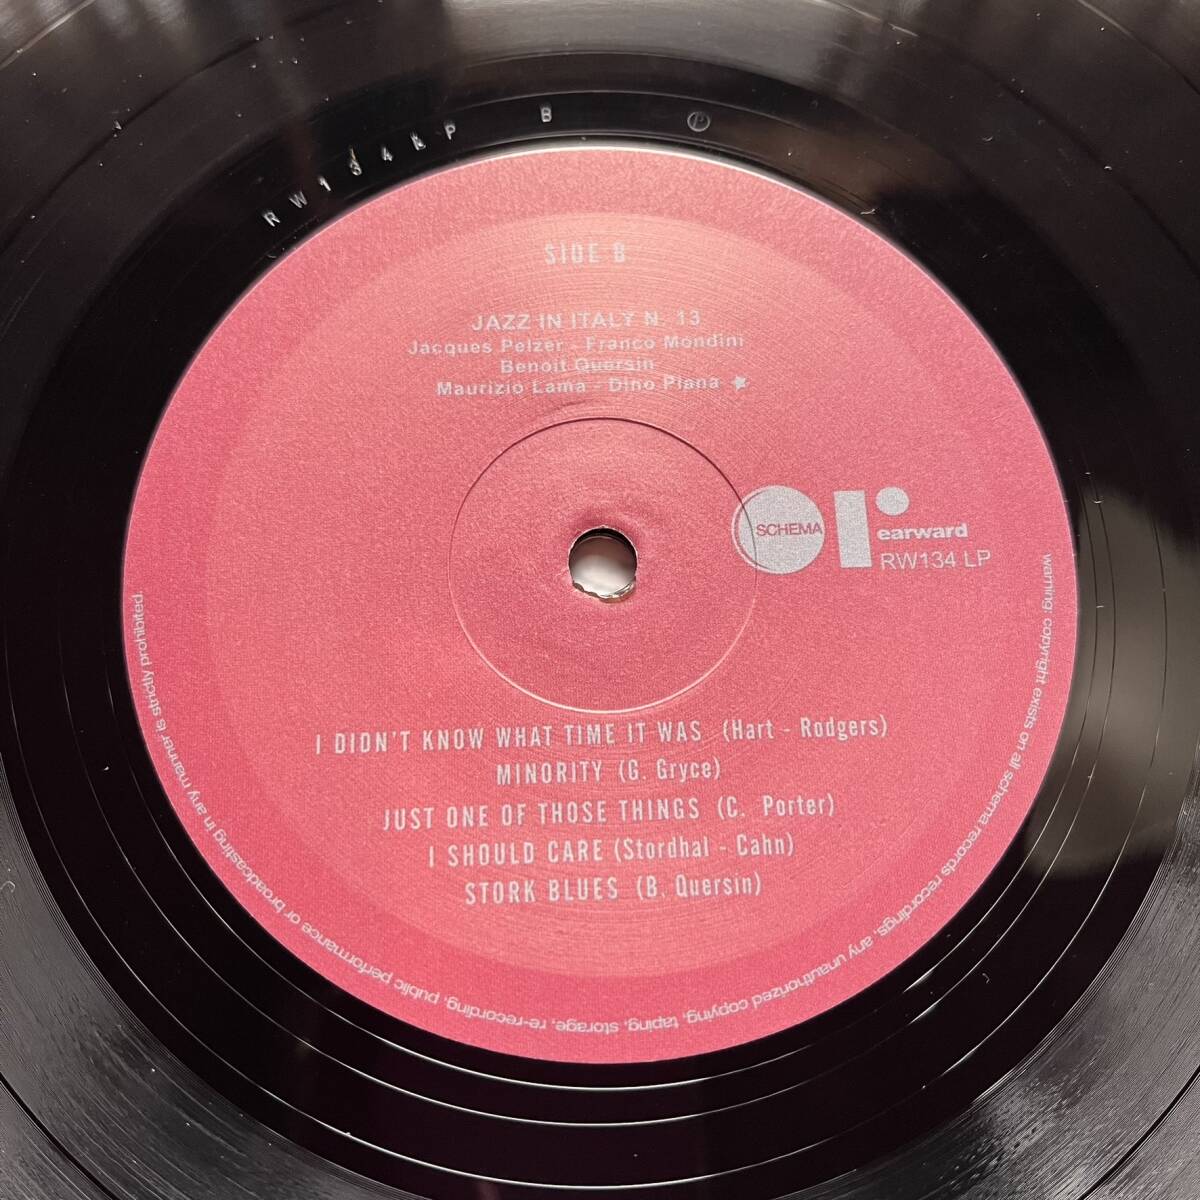 RW134LP B Ⓟ
SIDE B
JAZZ IN ITALY N. 13
Jacques Pelzer - Franco Mondini
Benoit Quersin
Maurizio Lama - Dino Piana ★
SCHEMA
rearward
RW134 LP
I DIDN'T KNOW WHAT TIME IT WAS (Hart - Rodgers)
MINORITY (G. Gryce)
JUST ONE OF THOSE THINGS (C. Porter)
I SHOULD CARE (Stordhal - Cahn)
STORK BLUES (B. Quersin)
warning: copyright exists on all schema records recordings, any unauthorized copying, taping, storage, re-recording, public performance or broadcasting in any manner is strictly prohibited.